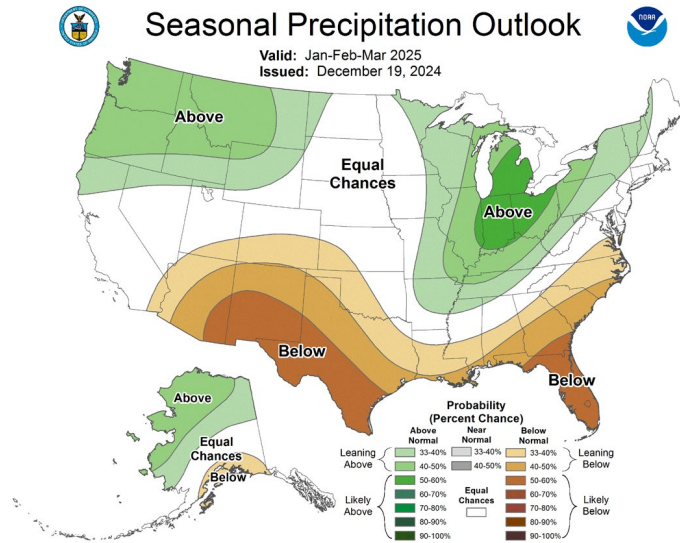 Seasonal Precipitation Outlook
NOAA
Valid: Jan-Feb-Mar 2025
Issued: December 19, 2024
Above
Equal
Chances
Above
Below
Below
Above
Equal
Chances
Below
Probability
(Percent Chance)
Above
Normal
Near
Normal
Below
Normal
Leaning
Above
33-40%
40-50%
33-40%
40-50%
33-40%
40-50%
Leaning
Below
Likely
Above
50-60%
60-70%
70-80%
80-90%
90-100%
Equal
Chances
50-60%
60-70%
70-80%
80-90%
90-100%
Likely
Below